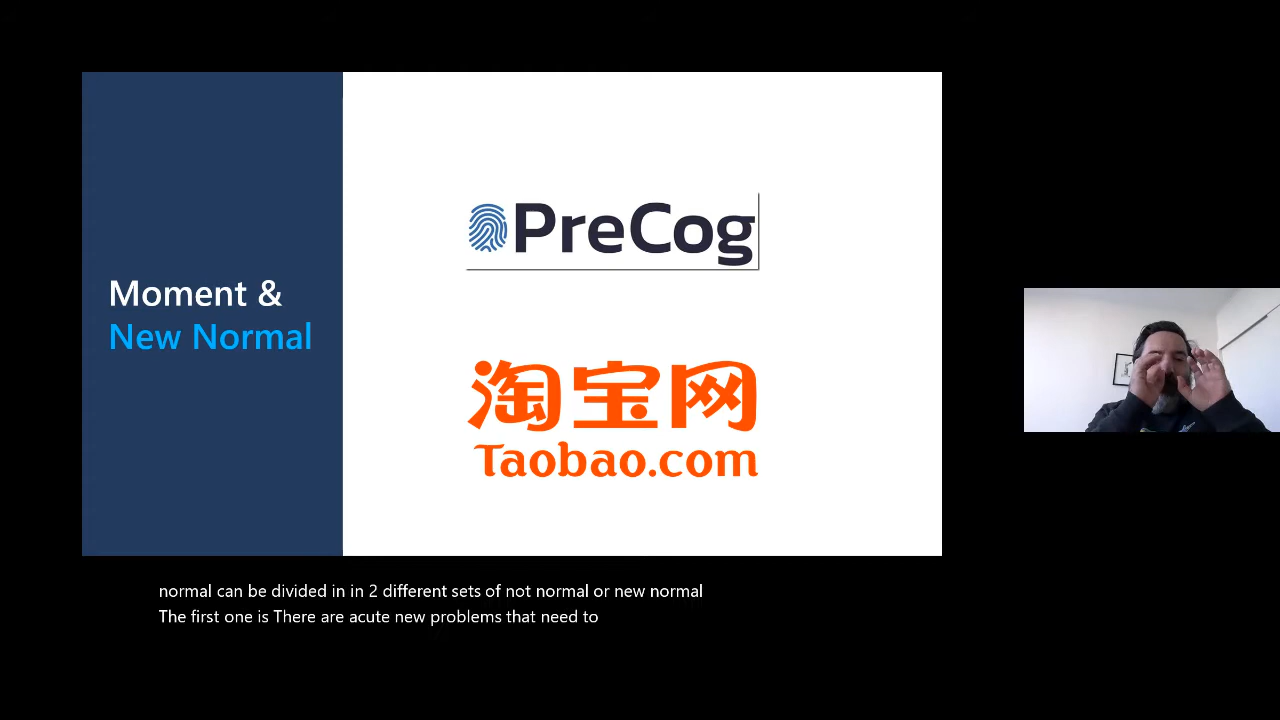 PreCog
Moment &
New Normal
淘宝网
Taobao.com
normal can be divided in in 2 different sets of not normal or new normal
The first one is There are acute new problems that need to